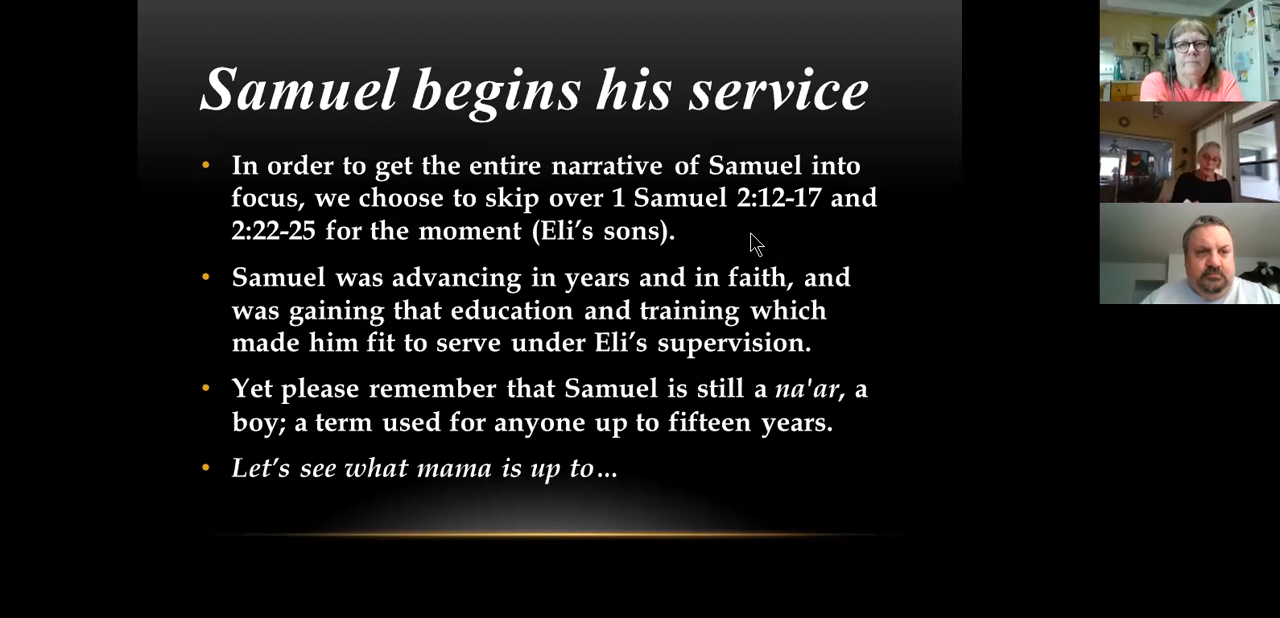 Samuel begins his service
• In order to get the entire narrative of Samuel into
focus, we choose to skip over 1 Samuel 2:12-17 and
2:22-25 for the moment (Eli's sons).
• Samuel was advancing in years and in faith, and
was gaining that education and training which
made him fit to serve under Eli's supervision.
• Yet please remember that Samuel is still a na'ar, a
boy; a term used for anyone up to fifteen years.
• Let's see what mama is up to…